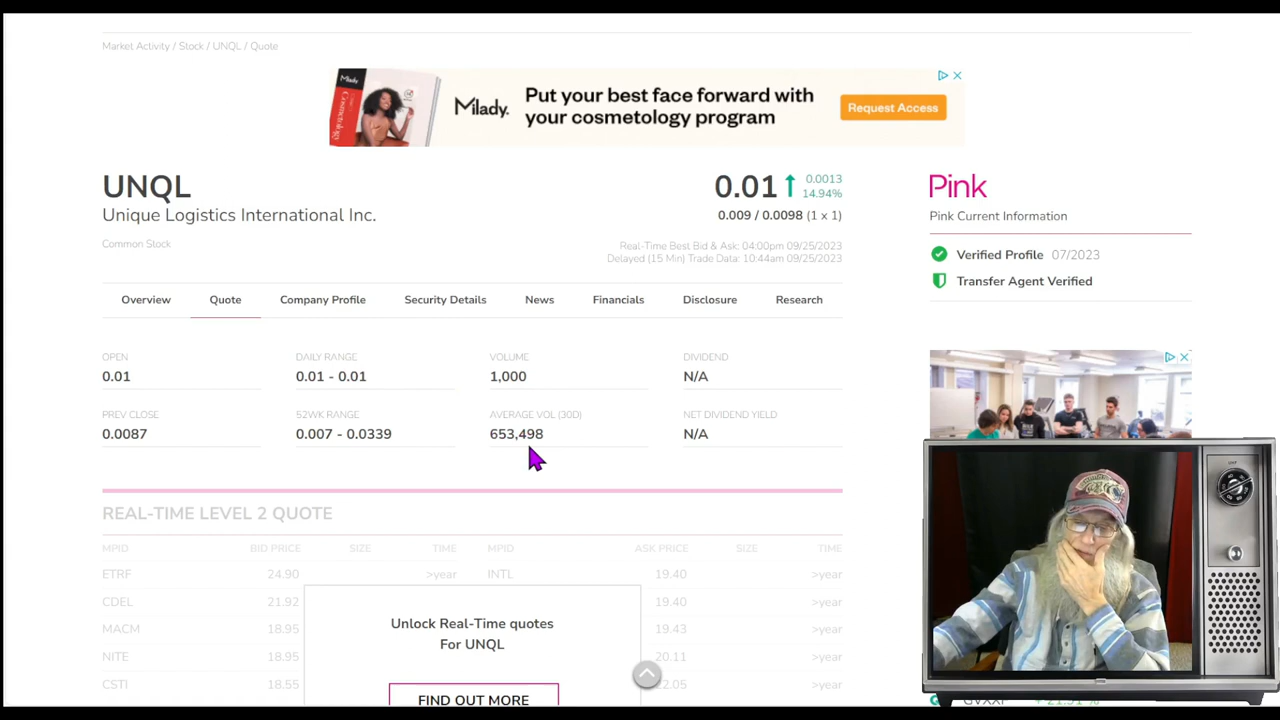 Market Activity / Stock / UNQL / Quote
Milady
Cosmetology
Milady.
Put your best face forward with
your cosmetology program
Request Access
UNQL
Unique Logistics International Inc.
Common Stock
0.01
0.0013
14.94%
0.009 / 0.0098 (1 x 1)
Real-Time Best Bid & Ask: 04:00pm 09/25/2023
Delayed (15 Min) Trade Data: 10:44am 09/25/2023
Pink
Pink Current Information
Verified Profile 07/2023
Transfer Agent Verified
Overview Quote Company Profile Security Details News Financials Disclosure Research
OPEN DAILY RANGE VOLUME DIVIDEND
0.01 0.01 - 0.01 1,000 N/A
PREV CLOSE 52WK RANGE AVERAGE VOL (30D) NET DIVIDEND YIELD
0.0087 0.007 - 0.0339 653,498 N/A
REAL-TIME LEVEL 2 QUOTE
MPID BID PRICE SIZE TIME MPID ASK PRICE SIZE TIME
ETRF 24.90 >year INTL 19.40 >year
CDEL 21.92 19.40 >year
MACM 18.95 19.43 >year
NITE 18.95 20.11 >year
CSTI 18.55 22.05 >year
Unlock Real-Time quotes
For UNQL
FIND OUT MORE